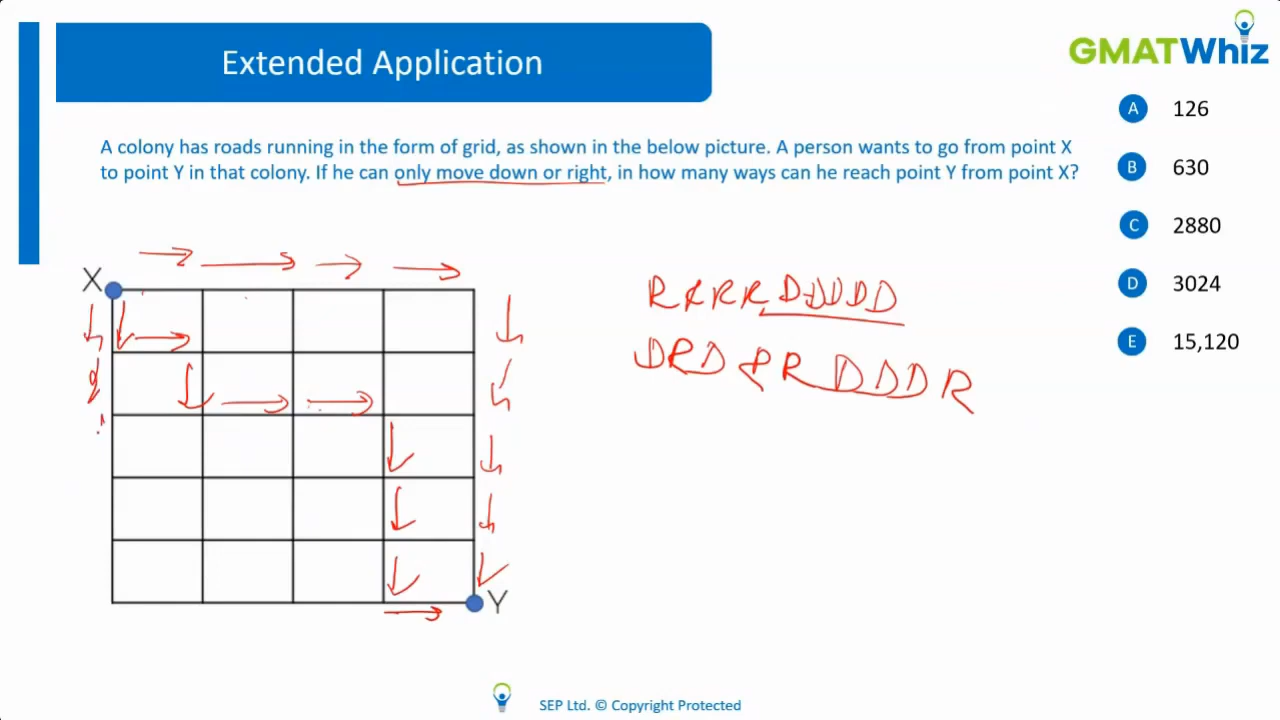 Extended Application
GMATWhiz
A colony has roads running in the form of grid, as shown in the below picture. A person wants to go from point X
to point Y in that colony. If he can only move down or right, in how many ways can he reach point Y from point X?
A 126
B 630
C 2880
D 3024
E 15,120
X
Y
RRRRDDDDD
DRDRRDDDR
SEP Ltd. © Copyright Protected